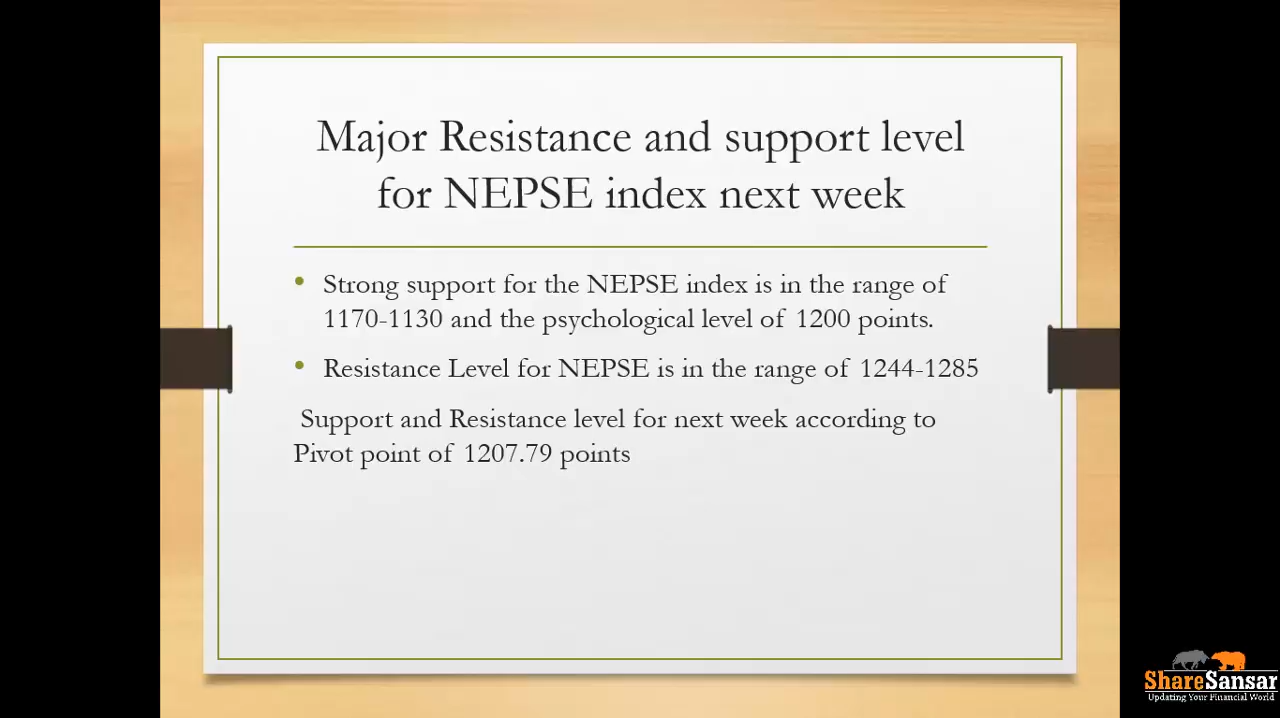 Major Resistance and support level
for NEPSE index next week
• Strong support for the NEPSE index is in the range of
1170-1130 and the psychological level of 1200 points.
• Resistance Level for NEPSE is in the range of 1244-1285
Support and Resistance level for next week according to
Pivot point of 1207.79 points
ShareSansar
Updating Your Financial World